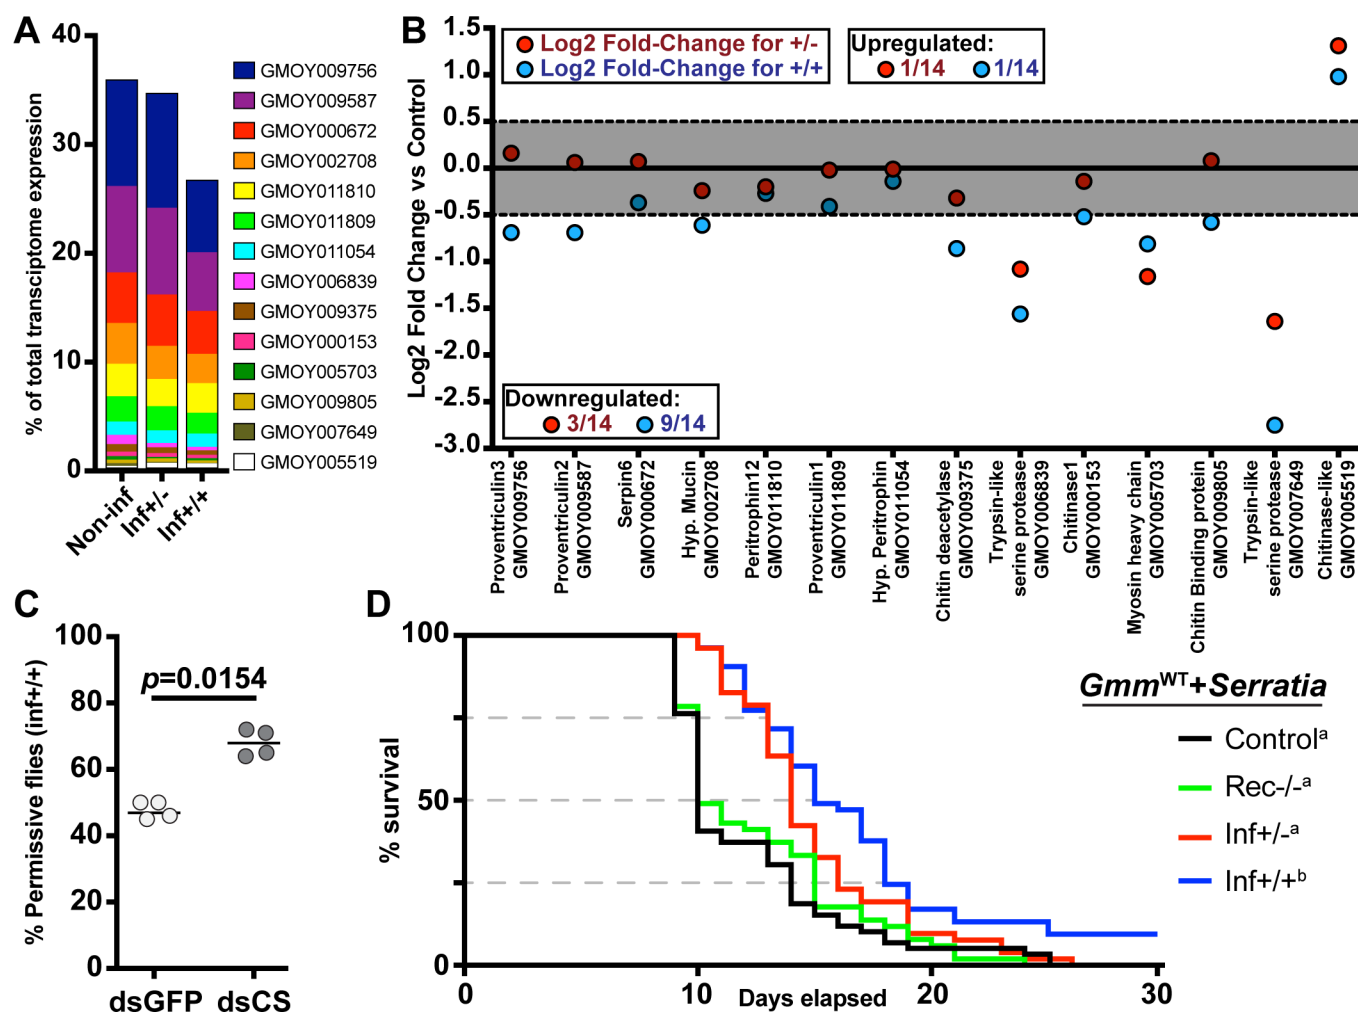 A
% of total transciptome expression
40
30
20
10
0
Non-inf
Inf+/-
Inf+/+
GMOY009756
GMOY009587
GMOY000672
GMOY002708
GMOY011810
GMOY011809
GMOY011054
GMOY006839
GMOY009375
GMOY000153
GMOY005703
GMOY009805
GMOY007649
GMOY005519
B
Log2 Fold Change vs Control
1.5
1.0
0.5
0.0
-0.5
-1.0
-1.5
-2.0
-2.5
-3.0
Log2 Fold-Change for +/-
Log2 Fold-Change for +/+
Upregulated:
1/14 1/14
Downregulated:
3/14 9/14
Proventriculin3
GMOY009756
Proventriculin2
GMOY009587
Serpin6
GMOY000672
Hyp. Mucin
GMOY002708
Peritrophin12
GMOY011810
Proventriculin1
GMOY011809
Hyp. Peritrophin
GMOY011054
Chitin deacetylase
GMOY009375
Trypsin-like
serine protease
GMOY006839
Chitinase1
GMOY000153
Myosin heavy chain
GMOY005703
Chitin Binding protein
GMOY009805
Trypsin-like
serine protease
GMOY007649
Chitinase-like
GMOY005519
C
% Permissive flies (inf+/+)
100
80
60
40
20
0
p=0.0154
dsGFP
dsCS
D
% survival
100
50
0
0
10
20
30
Days elapsed
GmmWT+Serratia
Controla
Rec-/-a
Inf+/-a
Inf+/+b